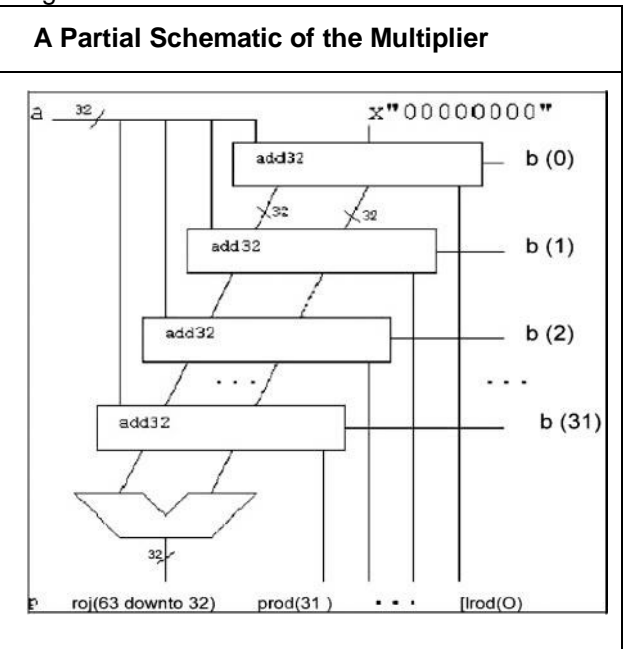 A Partial Schematic of the Multiplier
a 32 x"00000000"
add32 b (0)
32 32
add32 b (1)
add32 b (2)
. . . . . .
add32 b (31)
32
p roj(63 downto 32) prod(31 ) . . . [lrod(O)